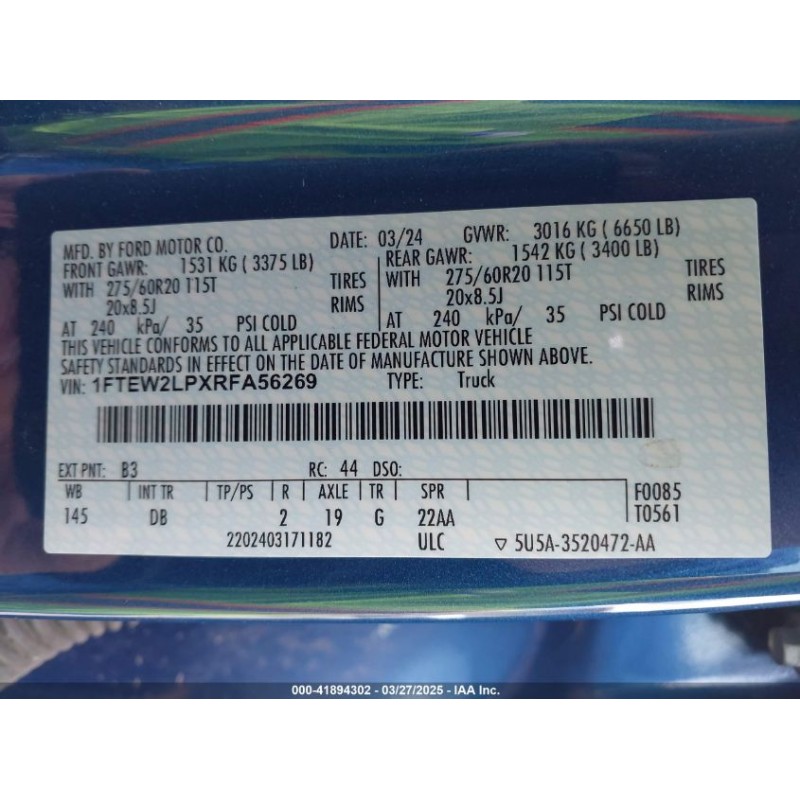 MFD. BY FORD MOTOR CO. DATE: 03/24 GVWR: 3016 KG ( 6650 LB)
FRONT GAWR: 1531 KG ( 3375 LB) REAR GAWR: 1542 KG ( 3400 LB)
WITH 275/60R20 115T TIRES WITH 275/60R20 115T TIRES
20x8.5J RIMS 20x8.5J RIMS
AT 240 kPa/ 35 PSI COLD AT 240 kPa/ 35 PSI COLD
THIS VEHICLE CONFORMS TO ALL APPLICABLE FEDERAL MOTOR VEHICLE
SAFETY STANDARDS IN EFFECT ON THE DATE OF MANUFACTURE SHOWN ABOVE.
VIN: 1FTEW2LPXRFA56269 TYPE: Truck
EXT PNT: B3 RC: 44 DSO:
WB INT TR TP/PS R AXLE TR SPR F0085
145 DB 2 19 G 22AA T0561
2202403171182 ULC ▽ 5U5A-3520472-AA
000-41894302 - 03/27/2025 - IAA Inc.